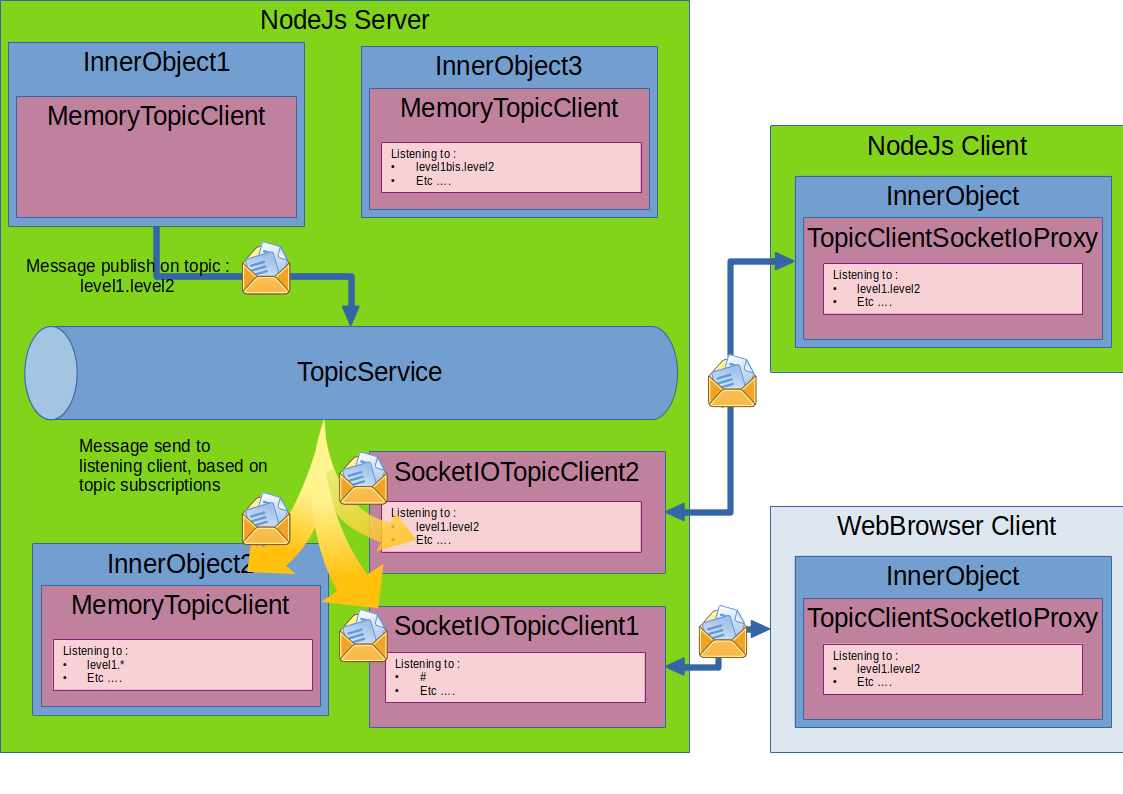 NodeJs Server
InnerObject1
MemoryTopicClient
InnerObject3
MemoryTopicClient
Listening to :
• level1bis.level2
• Etc ....
Message publish on topic :
level1.level2
TopicService
Message send to
listening client, based on
topic subscriptions
SocketIOTopicClient2
Listening to :
• level1.level2
• Etc ....
InnerObject2
MemoryTopicClient
Listening to :
• level1.*
• Etc ....
SocketIOTopicClient1
Listening to :
• #
• Etc ....
NodeJs Client
InnerObject
TopicClientSocketIoProxy
Listening to :
• level1.level2
• Etc ....
WebBrowser Client
InnerObject
TopicClientSocketIoProxy
Listening to :
• level1.level2
• Etc ....